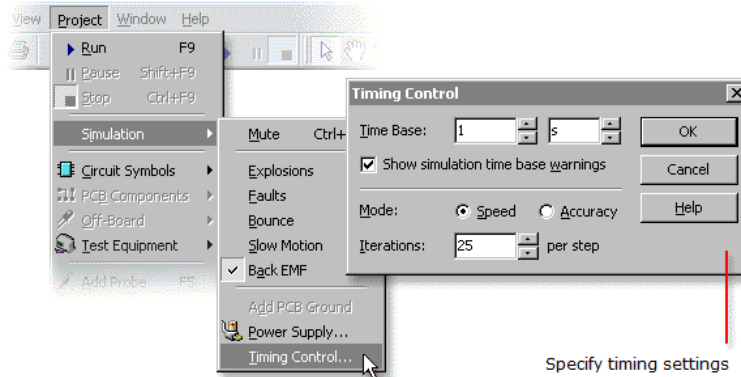 View Project Window Help
Run F9
Pause Shift+F9
Stop Ctrl+F9
Simulation
Circuit Symbols
PCB Components
Off-Board
Test Equipment
Add Probe F5
Mute Ctrl+
Explosions
Faults
Bounce
Slow Motion
Back EMF
Add PCB Ground
Power Supply...
Timing Control...
Timing Control
Time Base: 1 s
Show simulation time base warnings
Mode: Speed Accuracy
Iterations: 25 per step
OK
Cancel
Help
Specify timing settings